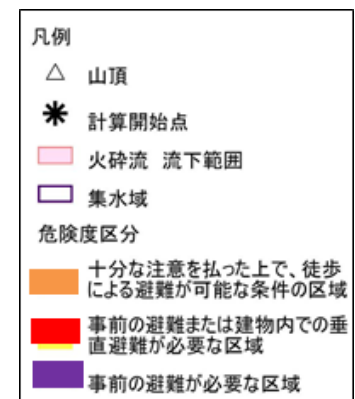 凡例
山頂
計算開始点
火砕流 流下範囲
集水域
危険度区分
十分な注意を払った上で、徒歩
による避難が可能な条件の区域
事前の避難または建物内での垂
直避難が必要な区域
事前の避難が必要な区域